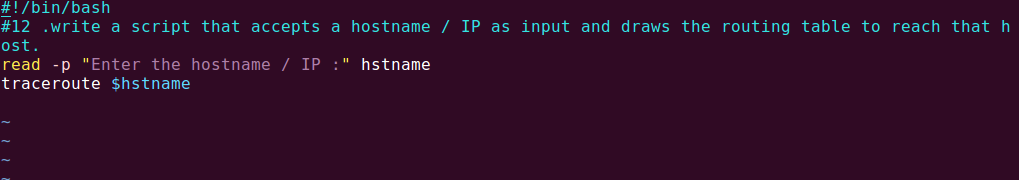 #!/bin/bash
#12 .write a script that accepts a hostname / IP as input and draws the routing table to reach that h
ost.
read -p "Enter the hostname / IP :" hstname
traceroute $hstname
~
~
~
~